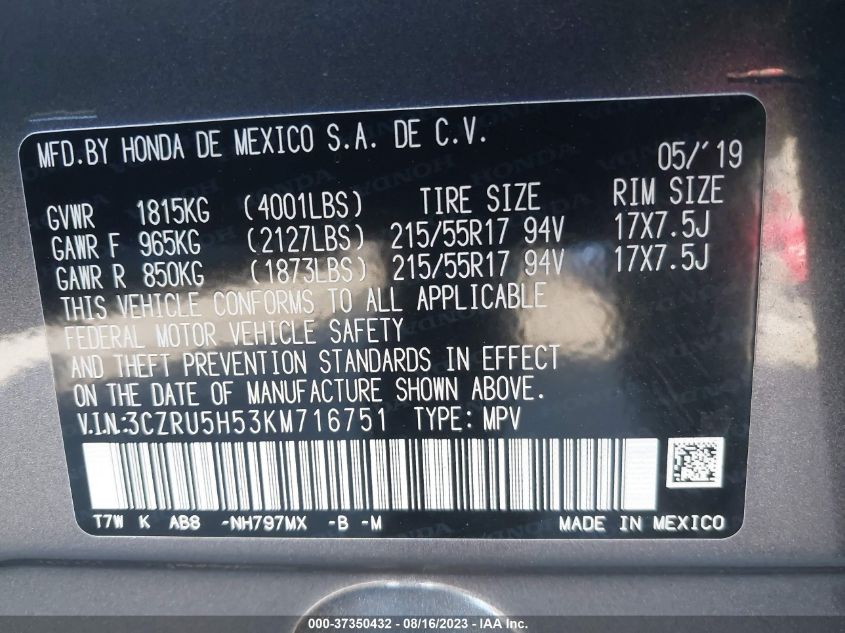 MFD.BY HONDA DE MEXICO S.A. DE C.V.
05/'19
GVWR 1815KG (4001LBS) TIRE SIZE RIM SIZE
GAWR F 965KG (2127LBS) 215/55R17 94V 17X7.5J
GAWR R 850KG (1873LBS) 215/55R17 94V 17X7.5J
THIS VEHICLE CONFORMS TO ALL APPLICABLE
FEDERAL MOTOR VEHICLE SAFETY
AND THEFT PREVENTION STANDARDS IN EFFECT
ON THE DATE OF MANUFACTURE SHOWN ABOVE.
V.I.N.:3CZRU5H53KM716751 TYPE: MPV
T7W K AB8 -NH797MX -B -M MADE IN MEXICO
000-37350432 - 08/16/2023 - IAAI.com